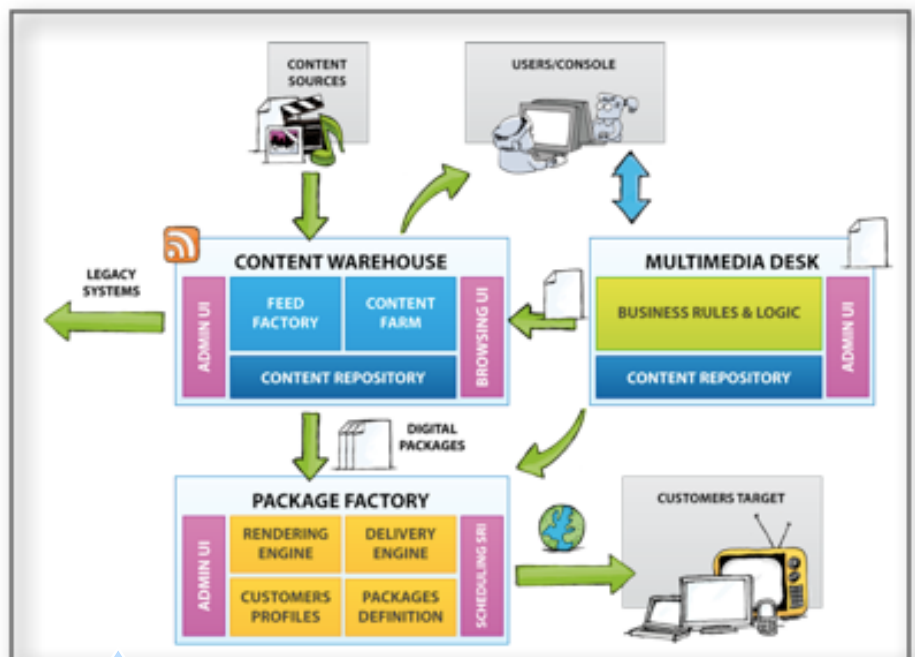 CONTENT
SOURCES
USERS/CONSOLE
LEGACY
SYSTEMS
CONTENT WAREHOUSE
ADMIN UI
FEED
FACTORY
CONTENT
FARM
BROWSING UI
CONTENT REPOSITORY
MULTIMEDIA DESK
BUSINESS RULES & LOGIC
ADMIN UI
CONTENT REPOSITORY
DIGITAL
PACKAGES
PACKAGE FACTORY
ADMIN UI
RENDERING
ENGINE
DELIVERY
ENGINE
SCHEDULING SRI
CUSTOMERS
PROFILES
PACKAGES
DEFINITION
CUSTOMERS TARGET